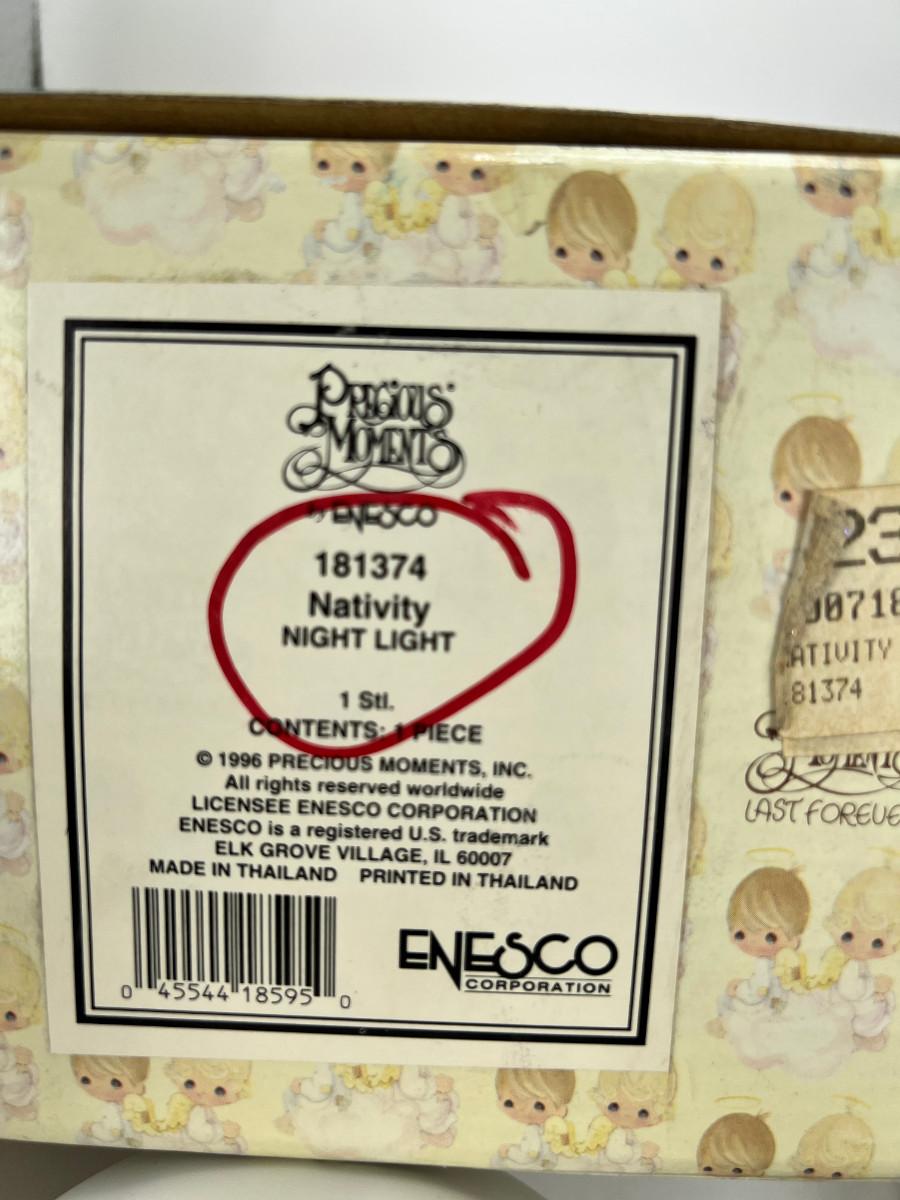 PRECIOUS
MOMENTS
by ENESCO
181374
Nativity
NIGHT LIGHT
1 Stl.
CONTENTS: 1 PIECE
© 1996 PRECIOUS MOMENTS, INC.
All rights reserved worldwide
LICENSEE ENESCO CORPORATION
ENESCO is a registered U.S. trademark
ELK GROVE VILLAGE, IL 60007
MADE IN THAILAND PRINTED IN THAILAND
0 45544 18595 0
ENESCO
CORPORATION
23
00718
ATIVITY
81374
LAST FOREVE